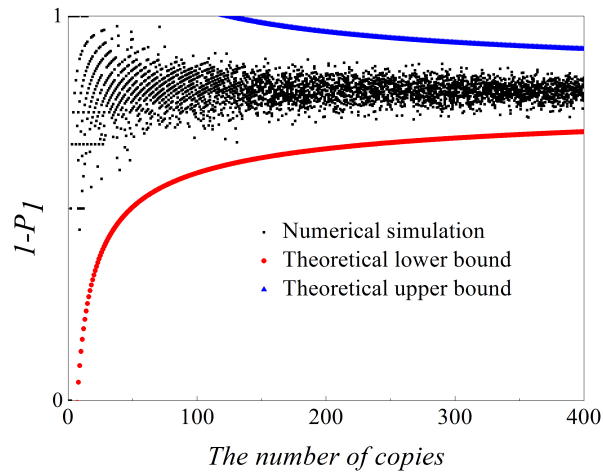 1
1-P1
0
Numerical simulation
Theoretical lower bound
Theoretical upper bound
0 100 200 300 400
The number of copies